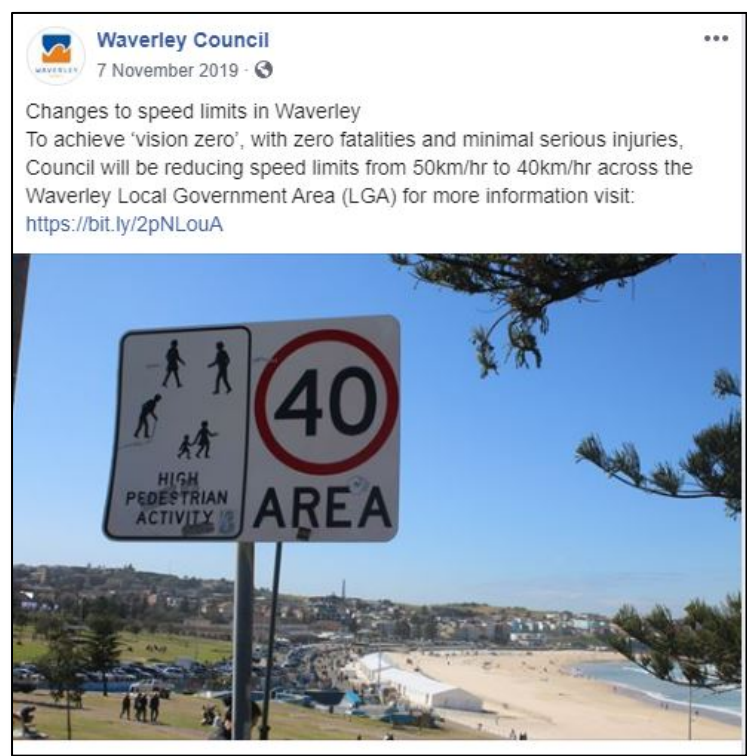 Waverley Council
WAVERLEY
7 November 2019 ·
Changes to speed limits in Waverley
To achieve ‘vision zero’, with zero fatalities and minimal serious injuries,
Council will be reducing speed limits from 50km/hr to 40km/hr across the
Waverley Local Government Area (LGA) for more information visit:
https://bit.ly/2pNLouA
40
HIGH
PEDESTRIAN
ACTIVITY
AREA